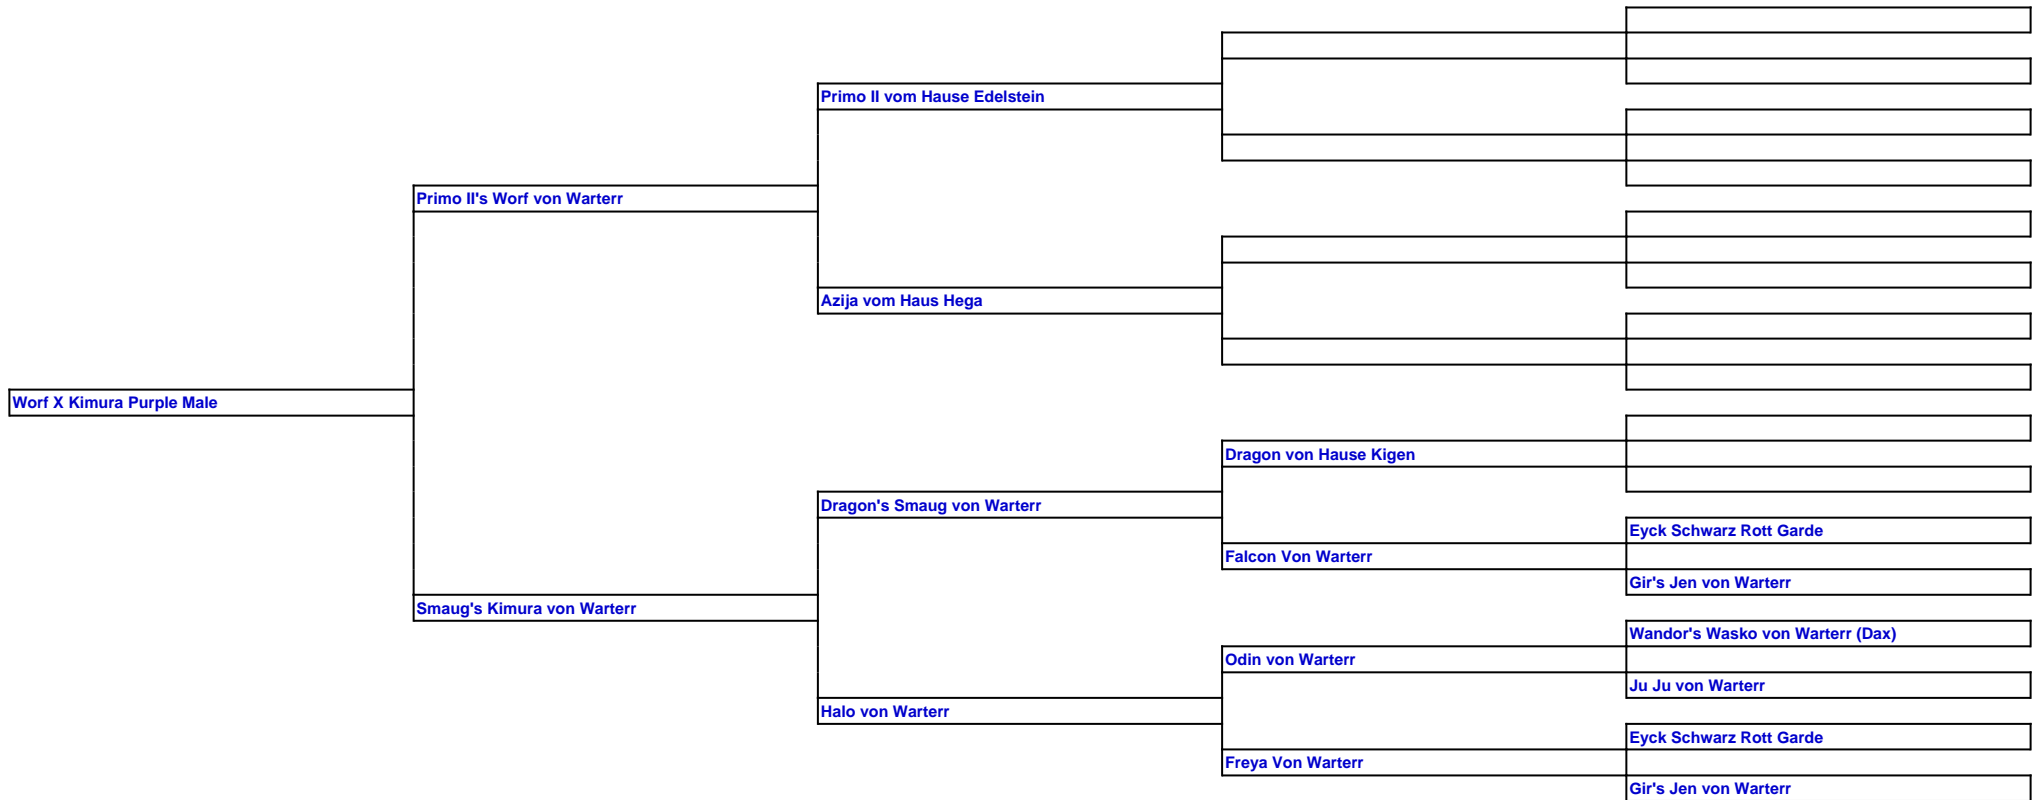 Primo II vom Hause Edelstein
Primo II's Worf von Warterr
Azija vom Haus Hega
Worf X Kimura Purple Male
Dragon von Hause Kigen
Dragon's Smaug von Warterr
Eyck Schwarz Rott Garde
Falcon Von Warterr
Gir's Jen von Warterr
Smaug's Kimura von Warterr
Wandor's Wasko von Warterr (Dax)
Odin von Warterr
Ju Ju von Warterr
Halo von Warterr
Eyck Schwarz Rott Garde
Freya Von Warterr
Gir's Jen von Warterr